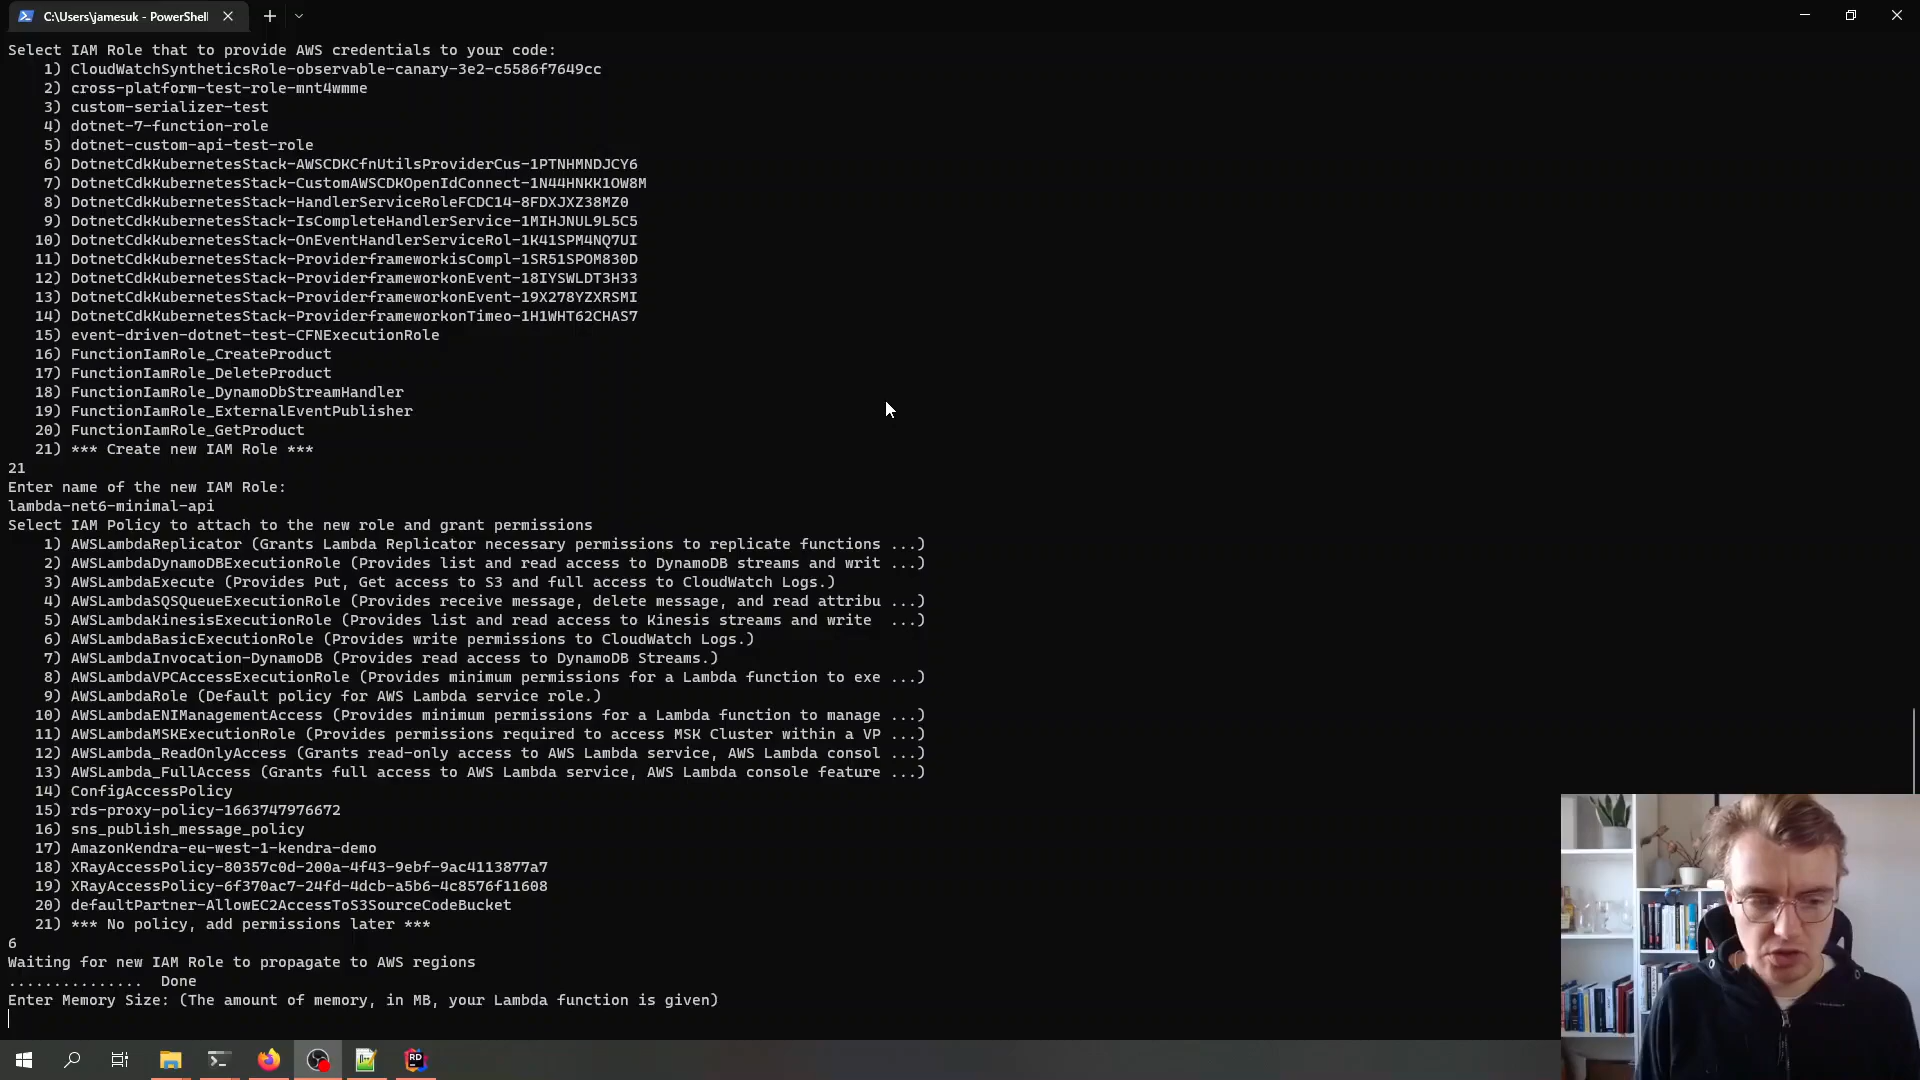 C:\Users\jamesuk - PowerShell
Select IAM Role that to provide AWS credentials to your code:
1) CloudWatchSyntheticsRole-observable-canary-3e2-c5586f7649cc
2) cross-platform-test-role-mnt4wmme
3) custom-serializer-test
4) dotnet-7-function-role
5) dotnet-custom-api-test-role
6) DotnetCdkKubernetesStack-AWSCDKCfnUtilsProviderCus-1PTNHMNDJCY6
7) DotnetCdkKubernetesStack-CustomAWSCDKOpenIdConnect-1N44HNKK1OW8M
8) DotnetCdkKubernetesStack-HandlerServiceRoleFCDC14-8FDXJXZ38MZ0
9) DotnetCdkKubernetesStack-IsCompleteHandlerService-1MIHJNUL9L5C5
10) DotnetCdkKubernetesStack-OnEventHandlerServiceRol-1K41SPM4NQ7UI
11) DotnetCdkKubernetesStack-ProviderframeworkisCompl-1SR51SPOM830D
12) DotnetCdkKubernetesStack-ProviderframeworkonEvent-18IYSWLDT3H33
13) DotnetCdkKubernetesStack-ProviderframeworkonEvent-19X278YZXRSMI
14) DotnetCdkKubernetesStack-ProviderframeworkonTimeo-1H1WHT62CHAS7
15) event-driven-dotnet-test-CFNExecutionRole
16) FunctionIamRole_CreateProduct
17) FunctionIamRole_DeleteProduct
18) FunctionIamRole_DynamoDbStreamHandler
19) FunctionIamRole_ExternalEventPublisher
20) FunctionIamRole_GetProduct
21) *** Create new IAM Role ***
21
Enter name of the new IAM Role:
lambda-net6-minimal-api
Select IAM Policy to attach to the new role and grant permissions
1) AWSLambdaReplicator (Grants Lambda Replicator necessary permissions to replicate functions ...)
2) AWSLambdaDynamoDBExecutionRole (Provides list and read access to DynamoDB streams and writ ...)
3) AWSLambdaExecute (Provides Put, Get access to S3 and full access to CloudWatch Logs.)
4) AWSLambdaSQSQueueExecutionRole (Provides receive message, delete message, and read attribu ...)
5) AWSLambdaKinesisExecutionRole (Provides list and read access to Kinesis streams and write  ...)
6) AWSLambdaBasicExecutionRole (Provides write permissions to CloudWatch Logs.)
7) AWSLambdaInvocation-DynamoDB (Provides read access to DynamoDB Streams.)
8) AWSLambdaVPCAccessExecutionRole (Provides minimum permissions for a Lambda function to exe ...)
9) AWSLambdaRole (Default policy for AWS Lambda service role.)
10) AWSLambdaENIManagementAccess (Provides minimum permissions for a Lambda function to manage ...)
11) AWSLambdaMSKExecutionRole (Provides permissions required to access MSK Cluster within a VP ...)
12) AWSLambda_ReadOnlyAccess (Grants read-only access to AWS Lambda service, AWS Lambda consol ...)
13) AWSLambda_FullAccess (Grants full access to AWS Lambda service, AWS Lambda console feature ...)
14) ConfigAccessPolicy
15) rds-proxy-policy-1663747976672
16) sns_publish_message_policy
17) AmazonKendra-eu-west-1-kendra-demo
18) XRayAccessPolicy-80357c0d-200a-4f43-9ebf-9ac4113877a7
19) XRayAccessPolicy-6f370ac7-24fd-4dcb-a5b6-4c8576f11608
20) defaultPartner-AllowEC2AccessToS3SourceCodeBucket
21) *** No policy, add permissions later ***
6
Waiting for new IAM Role to propagate to AWS regions
...............  Done
Enter Memory Size: (The amount of memory, in MB, your Lambda function is given)
RD